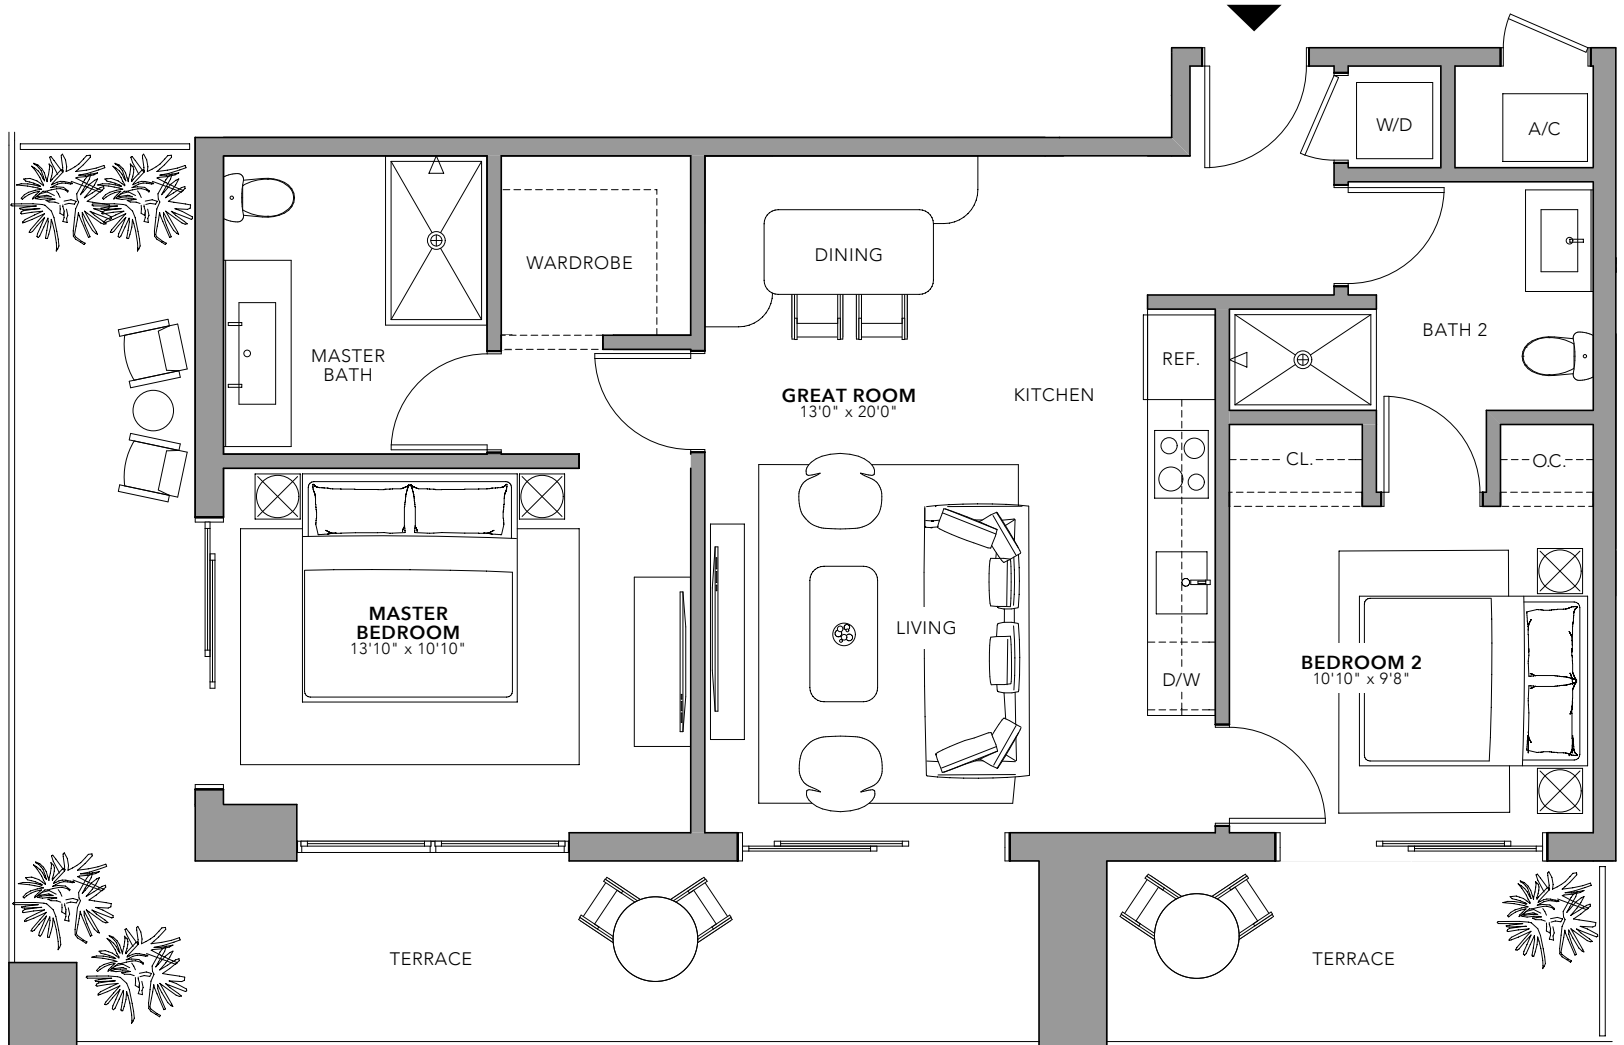 W/D
A/C
DINING
WARDROBE
BATH 2
MASTER
BATH
REF.
GREAT ROOM
13'0" x 20'0"
KITCHEN
CL.
O.C.
MASTER
BEDROOM
13'10" x 10'10"
LIVING
D/W
BEDROOM 2
10'10" x 9'8"
TERRACE
TERRACE